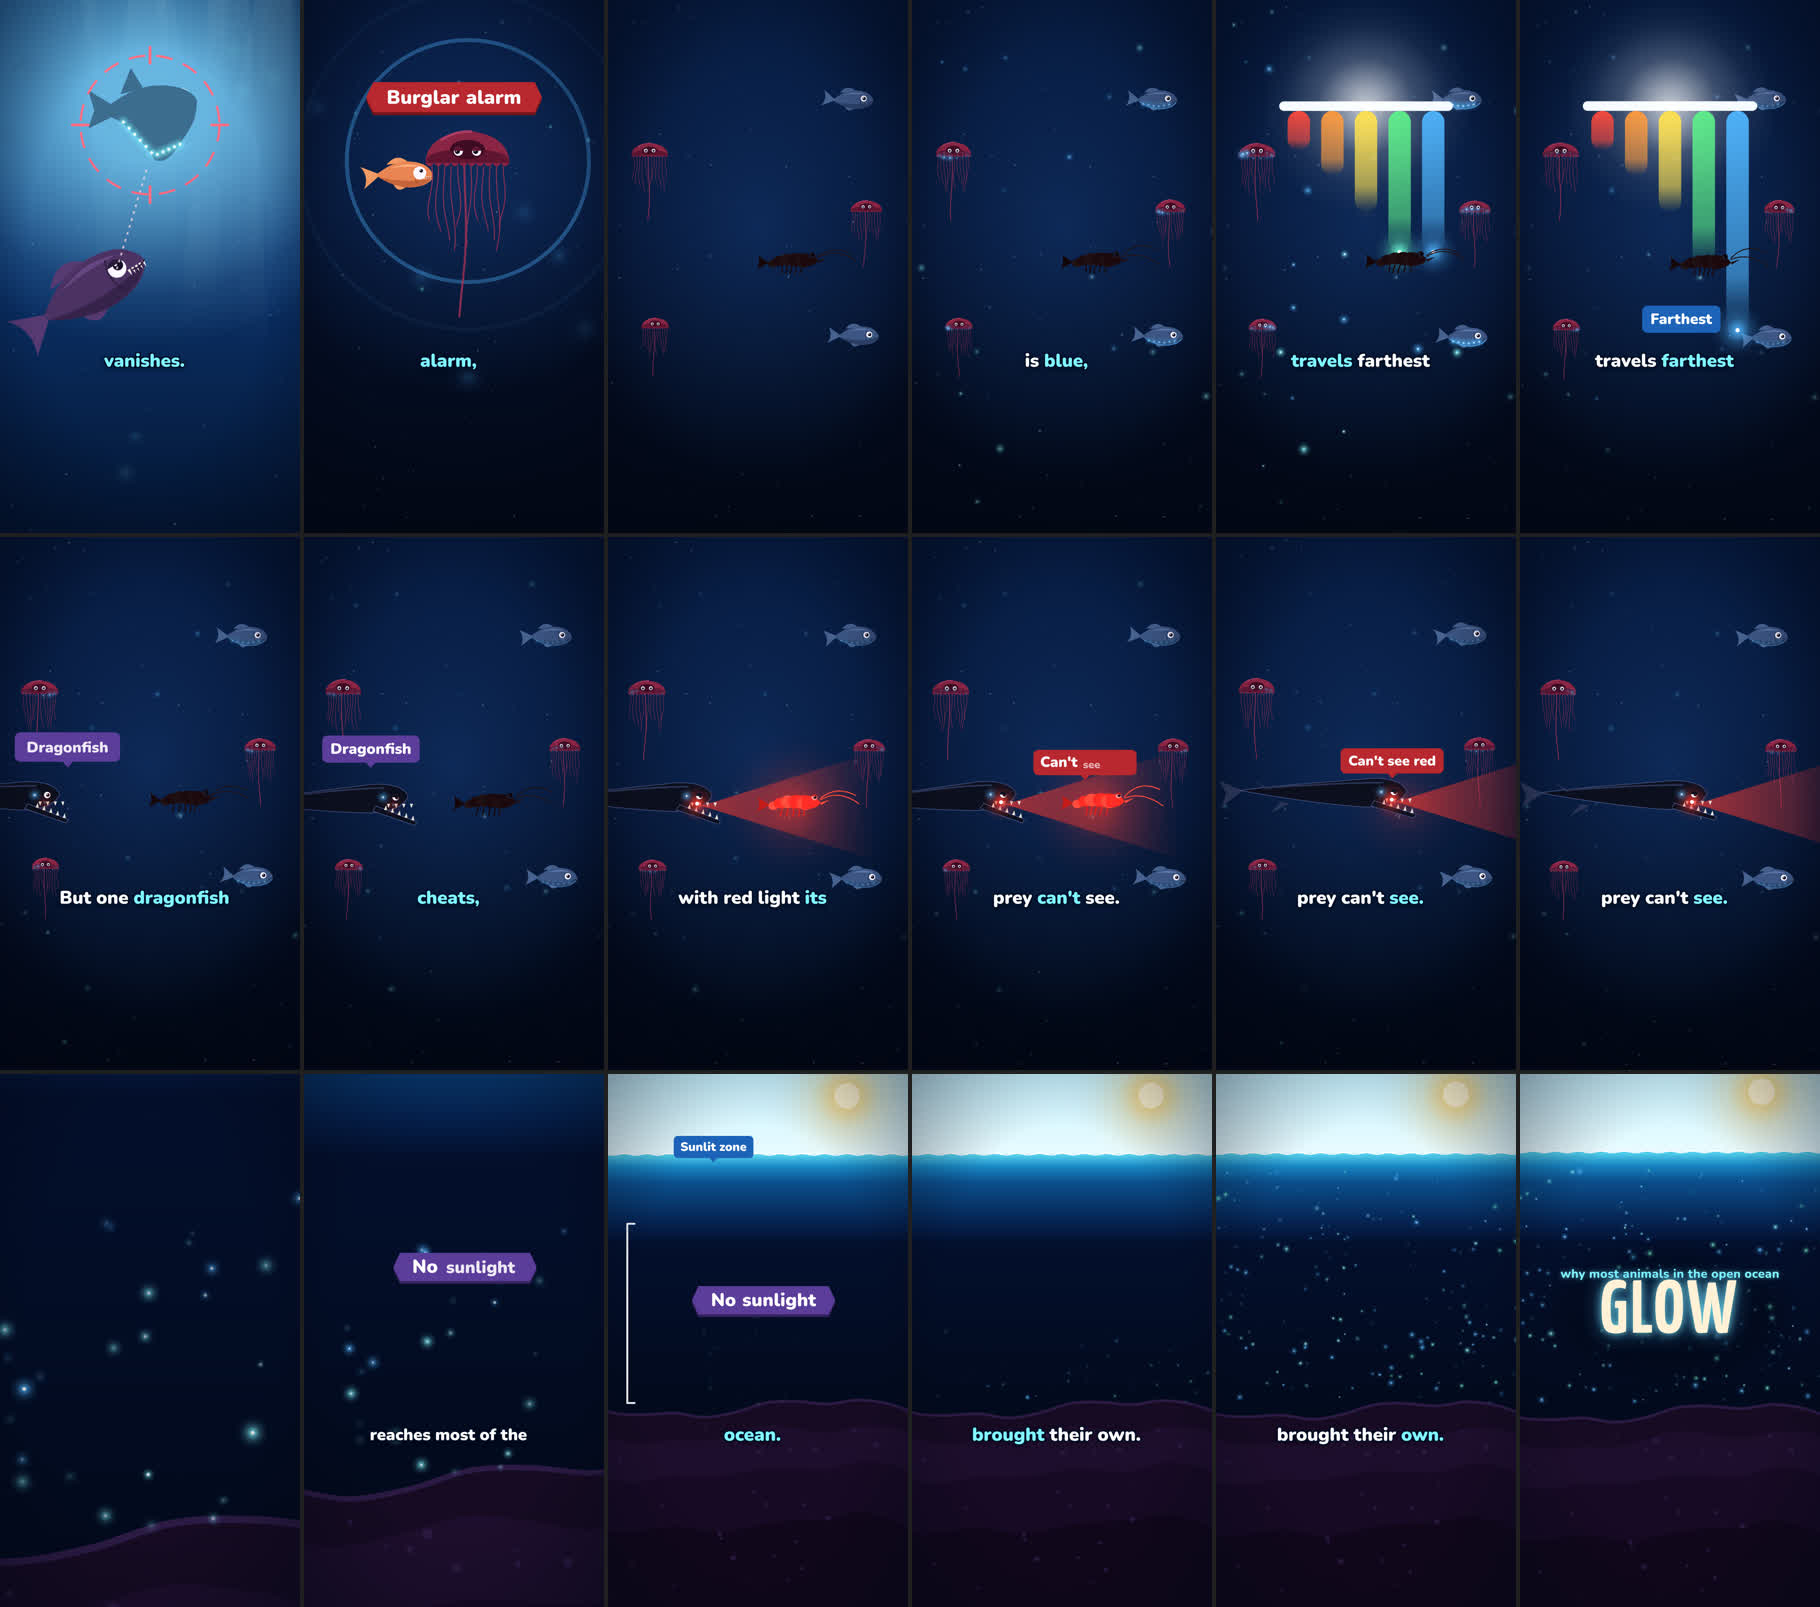 vanishes.
Burglar alarm
alarm,
is blue,
travels farthest
Farthest
travels farthest
Dragonfish
But one dragonfish
Dragonfish
cheats,
with red light its
Can't see
prey can't see.
Can't see red
prey can't see.
prey can't see.
No sunlight
reaches most of the
Sunlit zone
No sunlight
ocean.
brought their own.
brought their own.
why most animals in the open ocean
GLOW